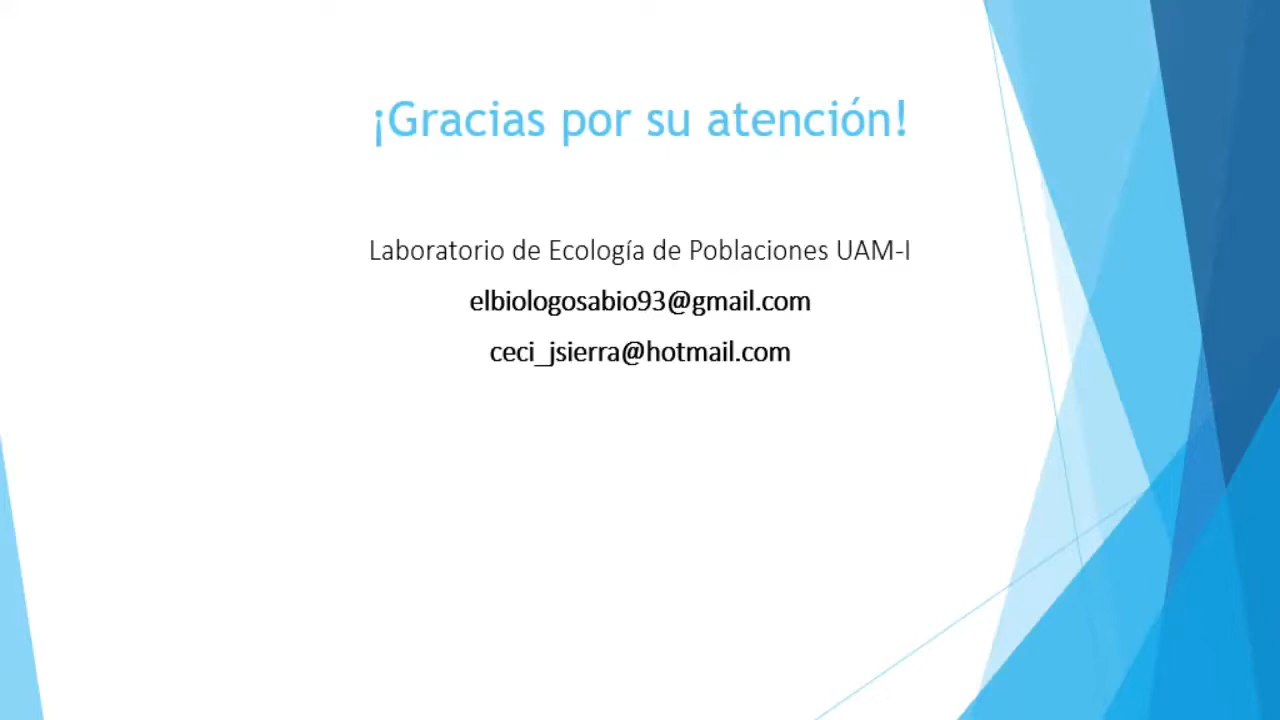 ¡Gracias por su atención!
Laboratorio de Ecología de Poblaciones UAM-I
elbiologosabio93@gmail.com
ceci_jsierra@hotmail.com